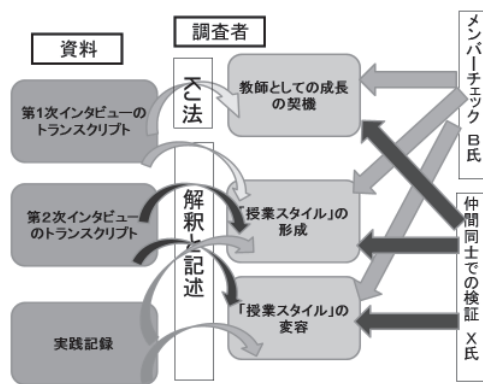 資料
調査者
第1次インタビューの
トランスクリプト
第2次インタビュー
のトランスクリプト
実践記録
KJ法
解釈と記述
教師としての成長
の契機
「授業スタイル」の
形成
「授業スタイル」の
変容
メンバーチェック B氏
仲間同士での検証 X氏